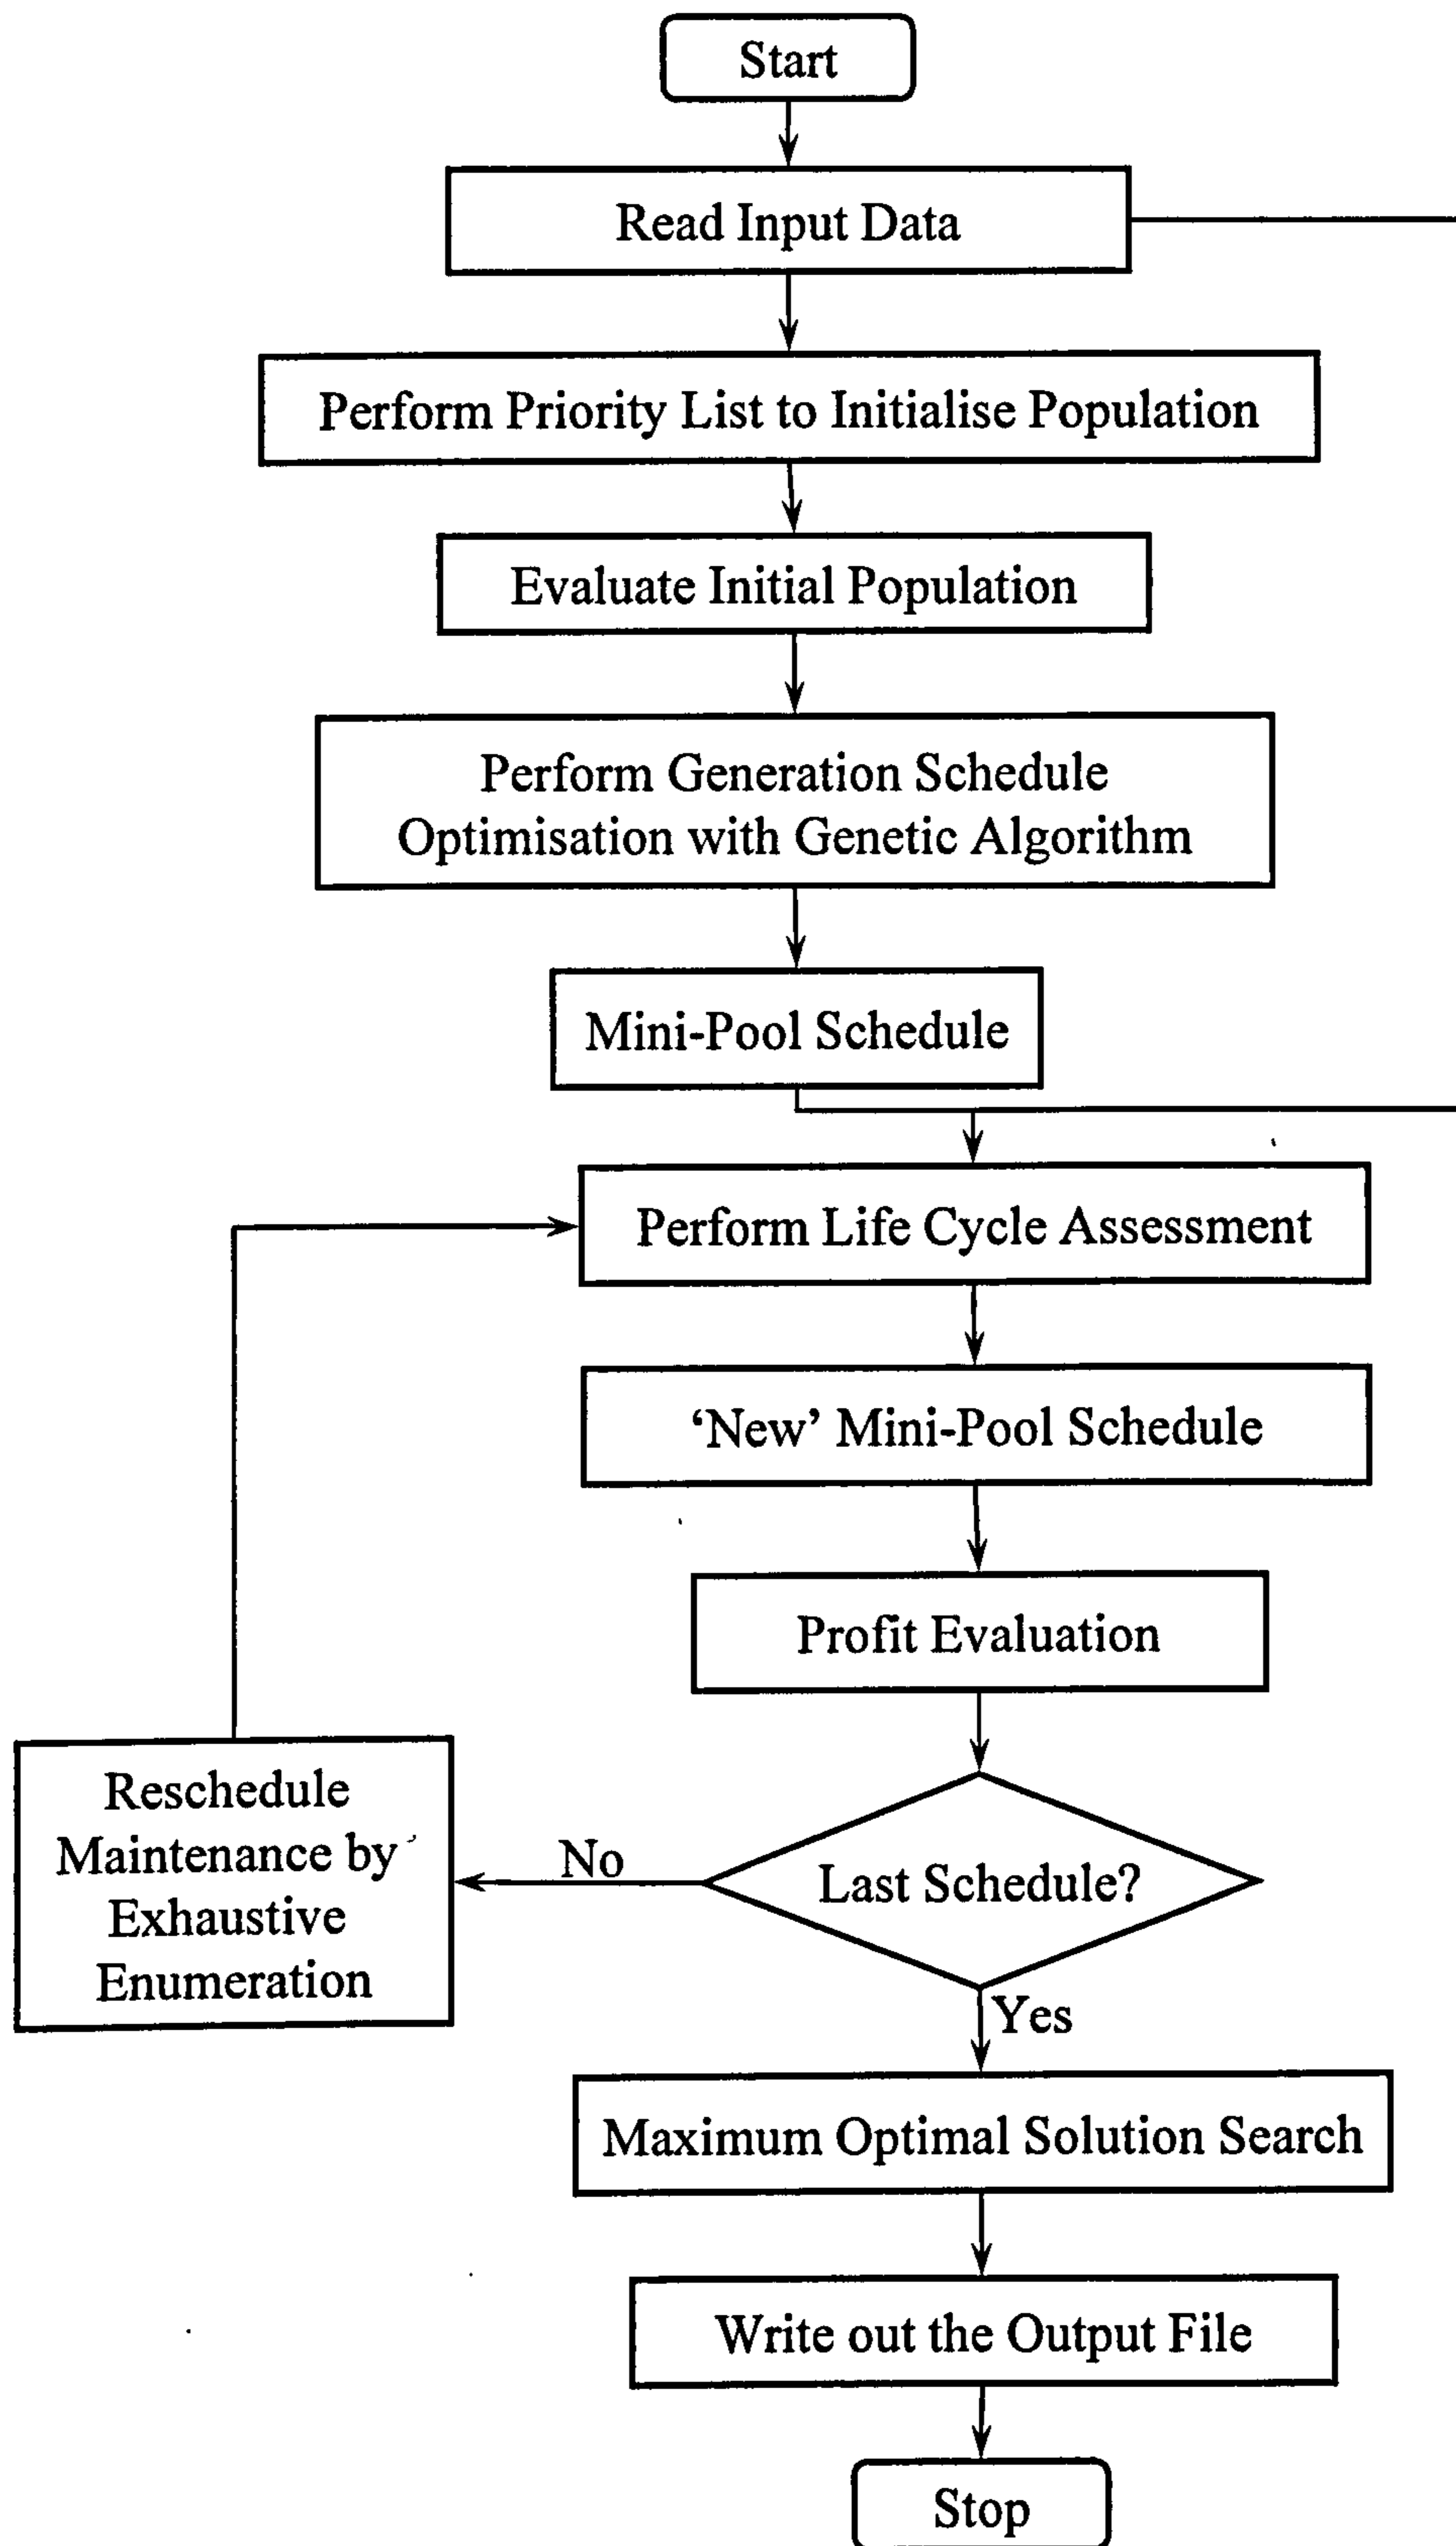 Start
Read Input Data
Perform Priority List to Initialise Population
Evaluate Initial Population
Perform Generation Schedule
Optimisation with Genetic Algorithm
Mini-Pool Schedule
Perform Life Cycle Assessment
‘New’ Mini-Pool Schedule
Profit Evaluation
Last Schedule?
No
Reschedule
Maintenance by
Exhaustive
Enumeration
Yes
Maximum Optimal Solution Search
Write out the Output File
Stop